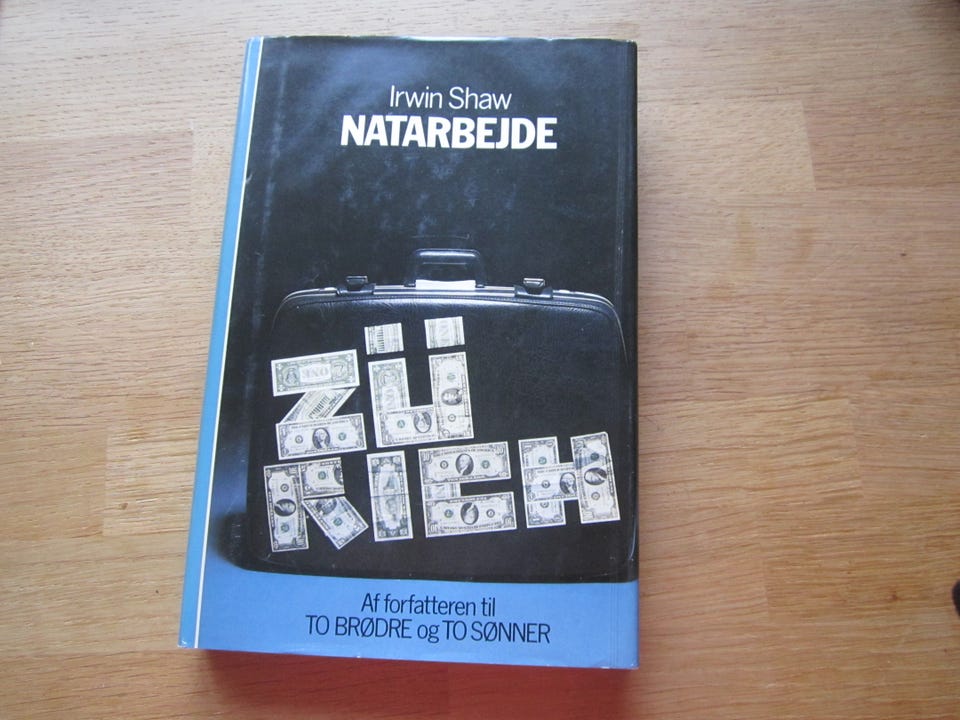 Irwin Shaw
NATARBEJDE
ZÜ
RICH
Af forfatteren til
TO BRØDRE og TO SØNNER